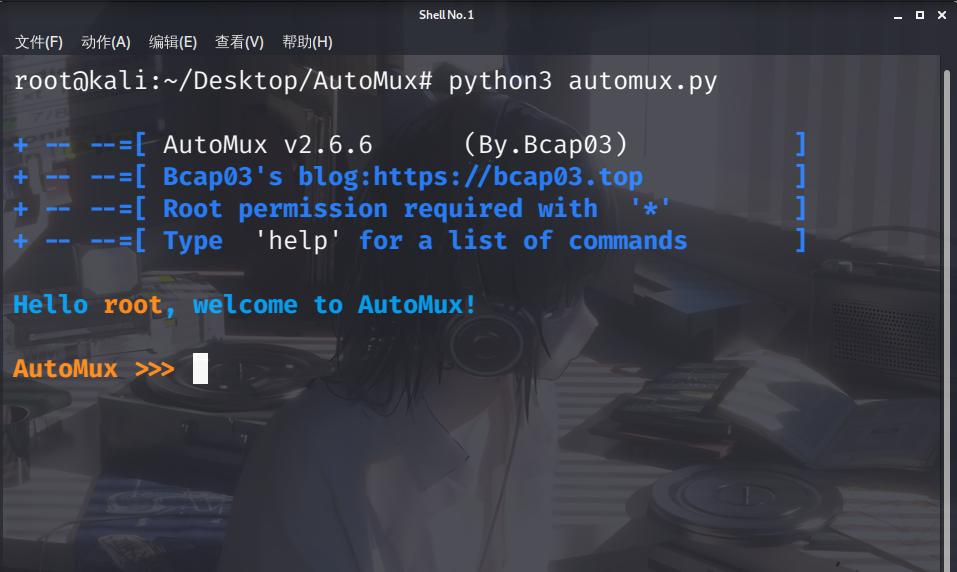 Shell No. 1
文件(F) 动作(A) 编辑(E) 查看(V) 帮助(H)
root@kali:~/Desktop/AutoMux# python3 automux.py
+ -- --=[ AutoMux v2.6.6      (By.Bcap03)           ]
+ -- --=[ Bcap03's blog:https://bcap03.top          ]
+ -- --=[ Root permission required with  '*'        ]
+ -- --=[ Type  'help' for a list of commands       ]
Hello root, welcome to AutoMux!
AutoMux >>>